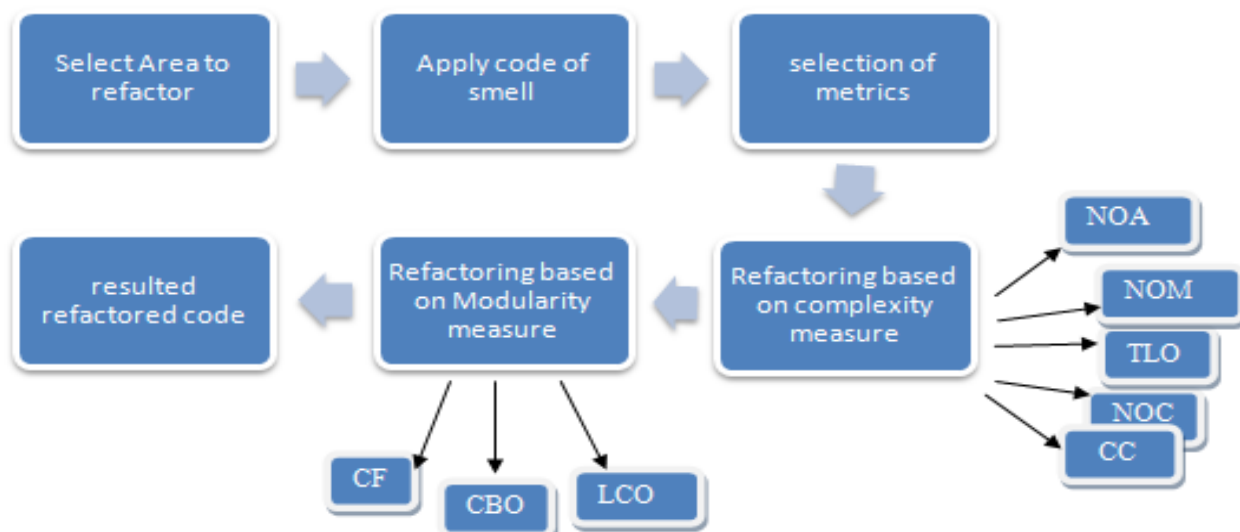 Select Area to
refactor
Apply code of
smell
selection of
metrics
Refactoring based
on complexity
measure
NOA
NOM
TLO
NOC
CC
Refactoring based
on Modularity
measure
CF
CBO
LCO
resulted
refactored code